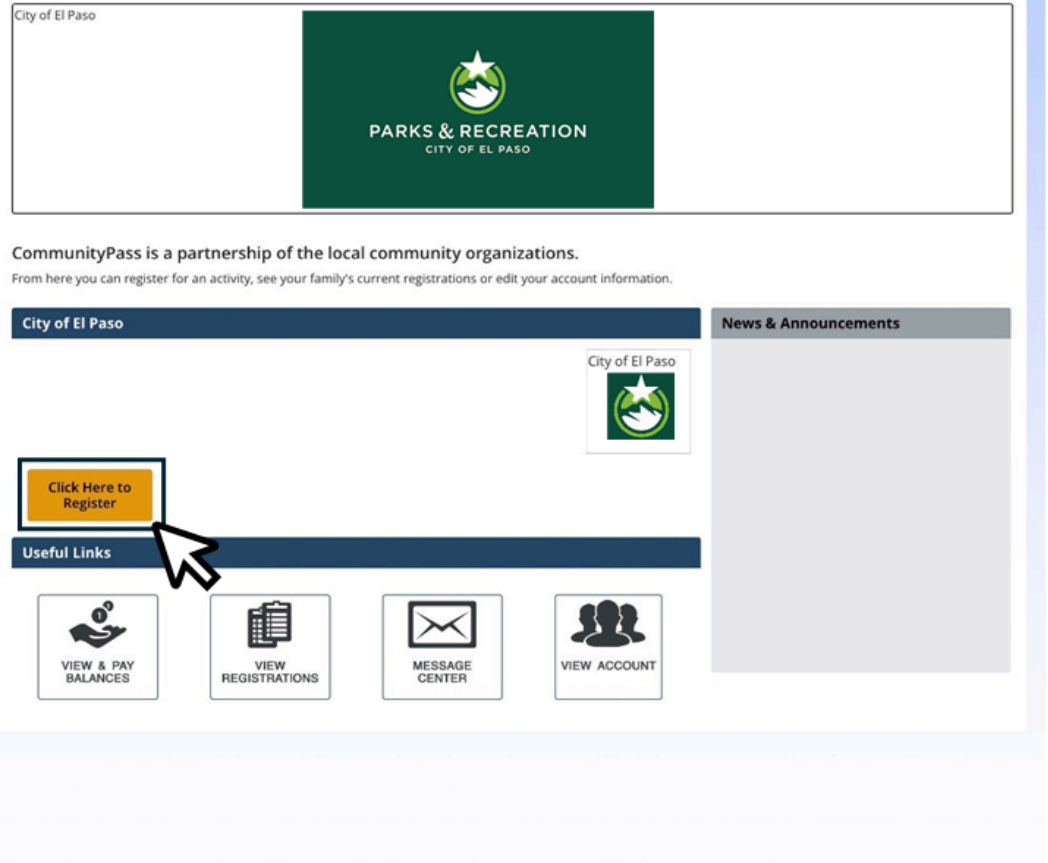 City of El Paso
PARKS & RECREATION
CITY OF EL PASO
CommunityPass is a partnership of the local community organizations.
From here you can register for an activity, see your family's current registrations or edit your account information.
City of El Paso
News & Announcements
City of El Paso
Click Here to
Register
Useful Links
VIEW & PAY
BALANCES
VIEW
REGISTRATIONS
MESSAGE
CENTER
VIEW ACCOUNT